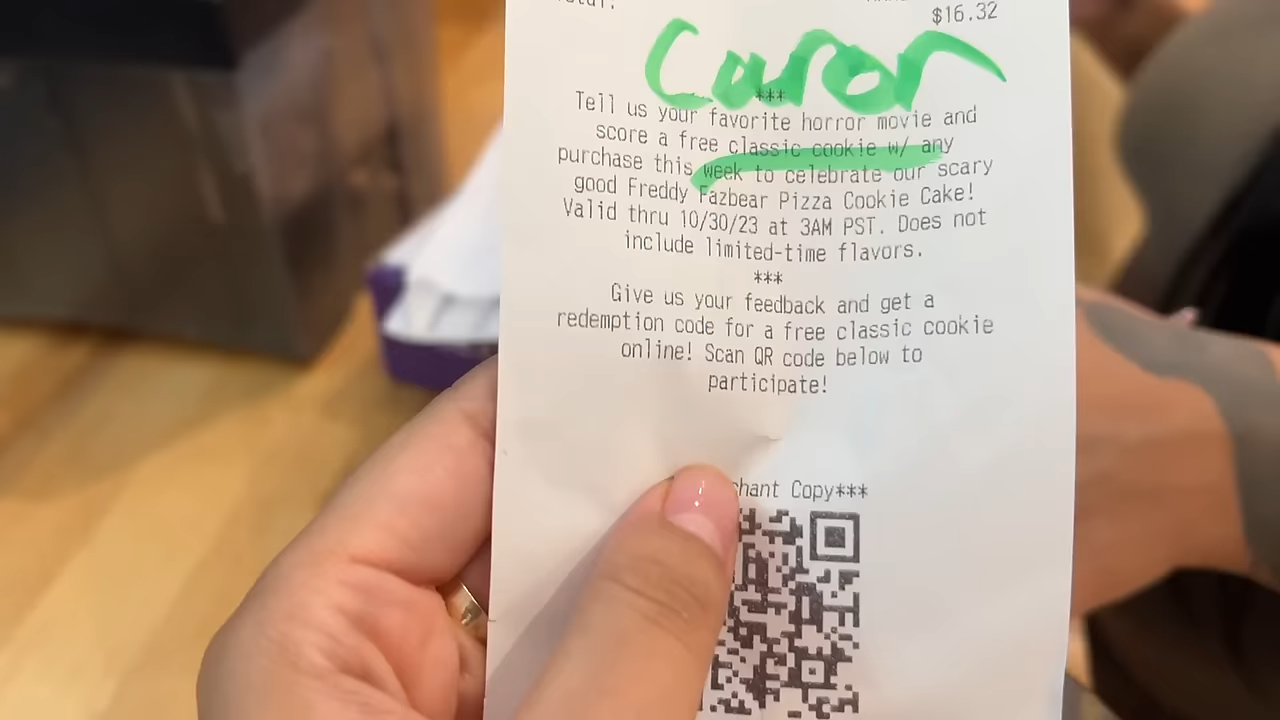 $16.32
***
Tell us your favorite horror movie and
score a free classic cookie w/ any
purchase this week to celebrate our scary
good Freddy Fazbear Pizza Cookie Cake!
Valid thru 10/30/23 at 3AM PST. Does not
include limited-time flavors.
***
Give us your feedback and get a
redemption code for a free classic cookie
online! Scan QR code below to
participate!
Copy***